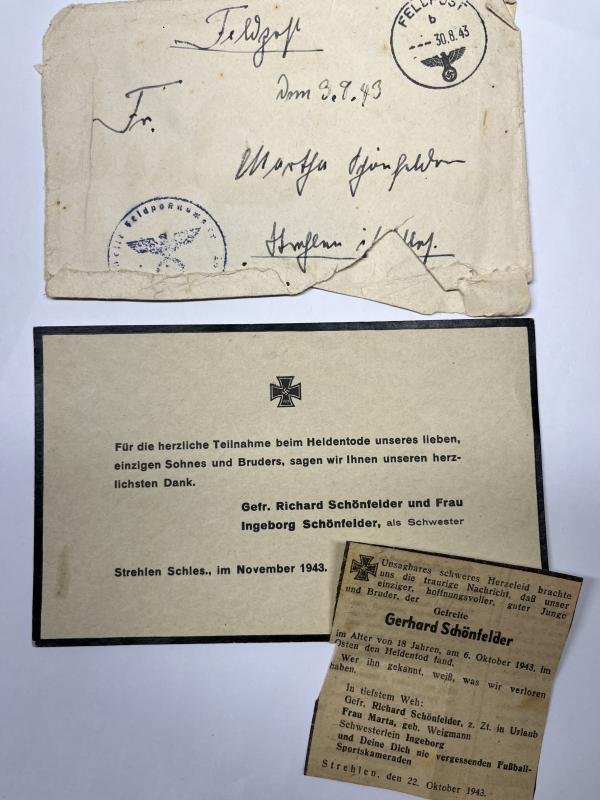 Feldpost
FELDPOST
b
--- 30.8.43
Vom 3.9.43
Fr.
Martha Schönfelder
Strehlen i/Schles.
Feldpostnumm
Für die herzliche Teilnahme beim Heldentode unseres lieben,
einzigen Sohnes und Bruders, sagen wir Ihnen unseren herz-
lichsten Dank.
Gefr. Richard Schönfelder und Frau
Ingeborg Schönfelder, als Schwester
Strehlen Schles., im November 1943.
Unsagbares schweres Herzeleid brachte
uns die traurige Nachricht, daß unser
einziger, hoffnungsvoller, guter Junge
und Bruder, der
Gefreite
Gerhard Schönfelder
im Alter von 18 Jahren, am 6. Oktober 1943, im
Osten den Heldentod fand.
Wer ihn gekannt, weiß, was wir verloren
haben.
In tiefstem Weh:
Gefr. Richard Schönfelder, z. Zt. in Urlaub
Frau Marta, geb. Weigmann
Schwesterlein Ingeborg
und Deine Dich nie vergessenden Fußball-
Sportskameraden
Strehlen, den 22. Oktober 1943.